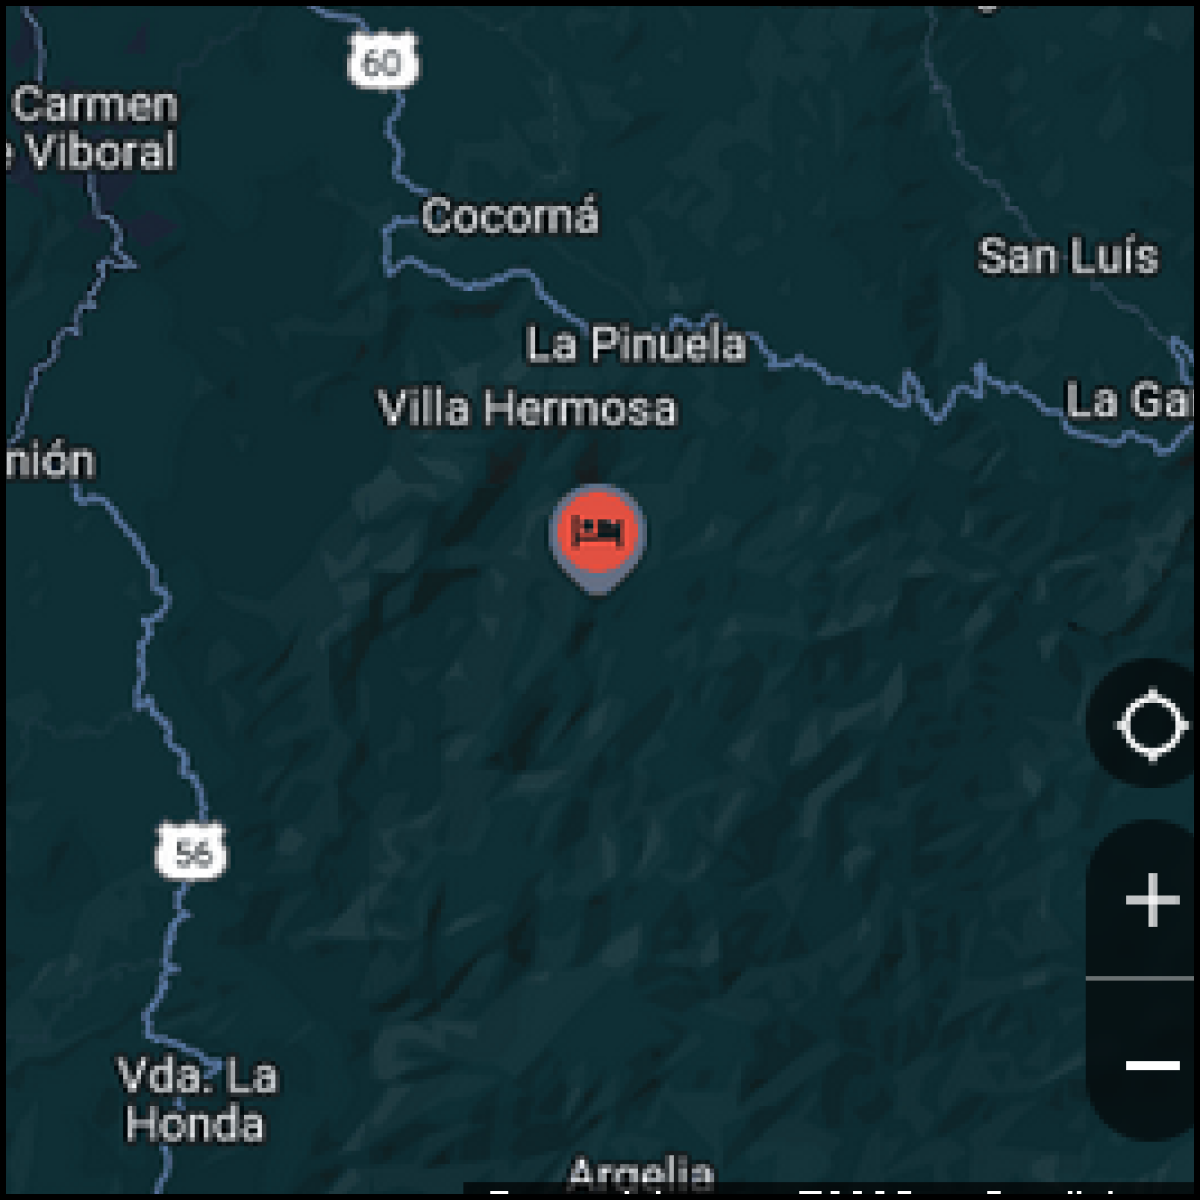 60
Carmen
e Viboral
Cocorná
San Luís
La Pinuela
Villa Hermosa
La Ga
nión
56
Vda. La
Honda
Argelia